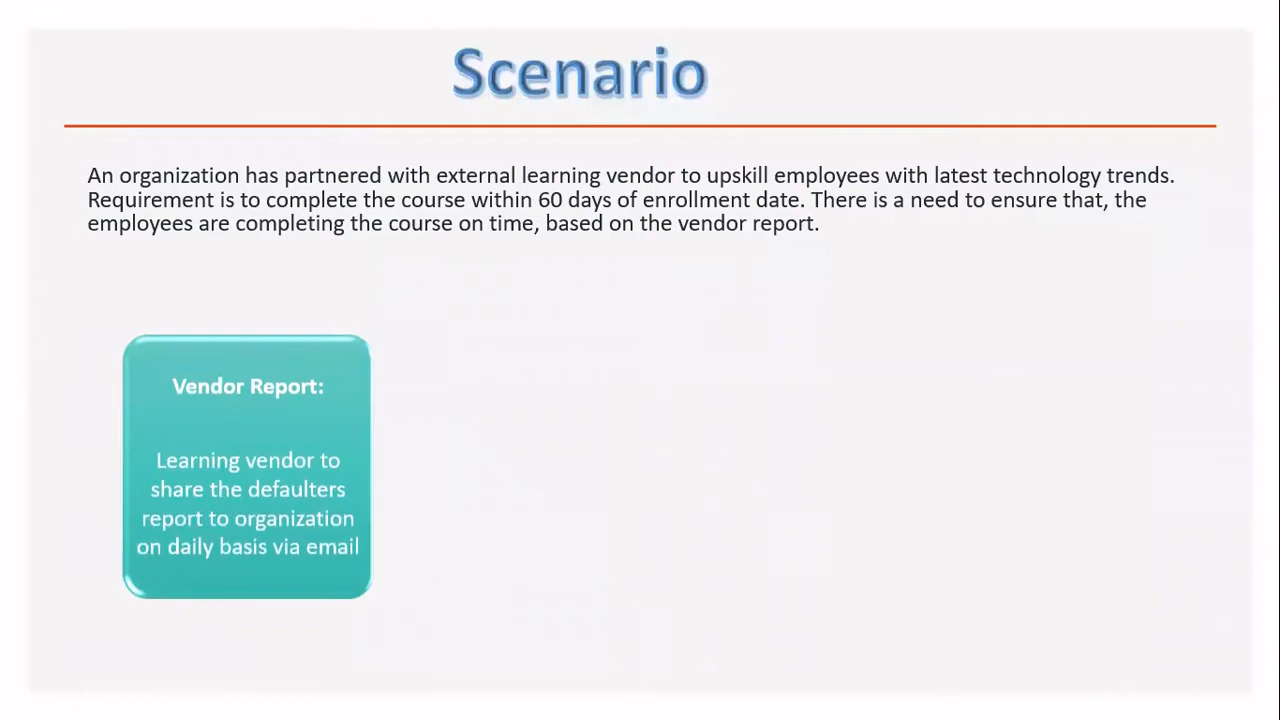 Scenario
An organization has partnered with external learning vendor to upskill employees with latest technology trends.
Requirement is to complete the course within 60 days of enrollment date. There is a need to ensure that, the
employees are completing the course on time, based on the vendor report.
Vendor Report:
Learning vendor to
share the defaulters
report to organization
on daily basis via email